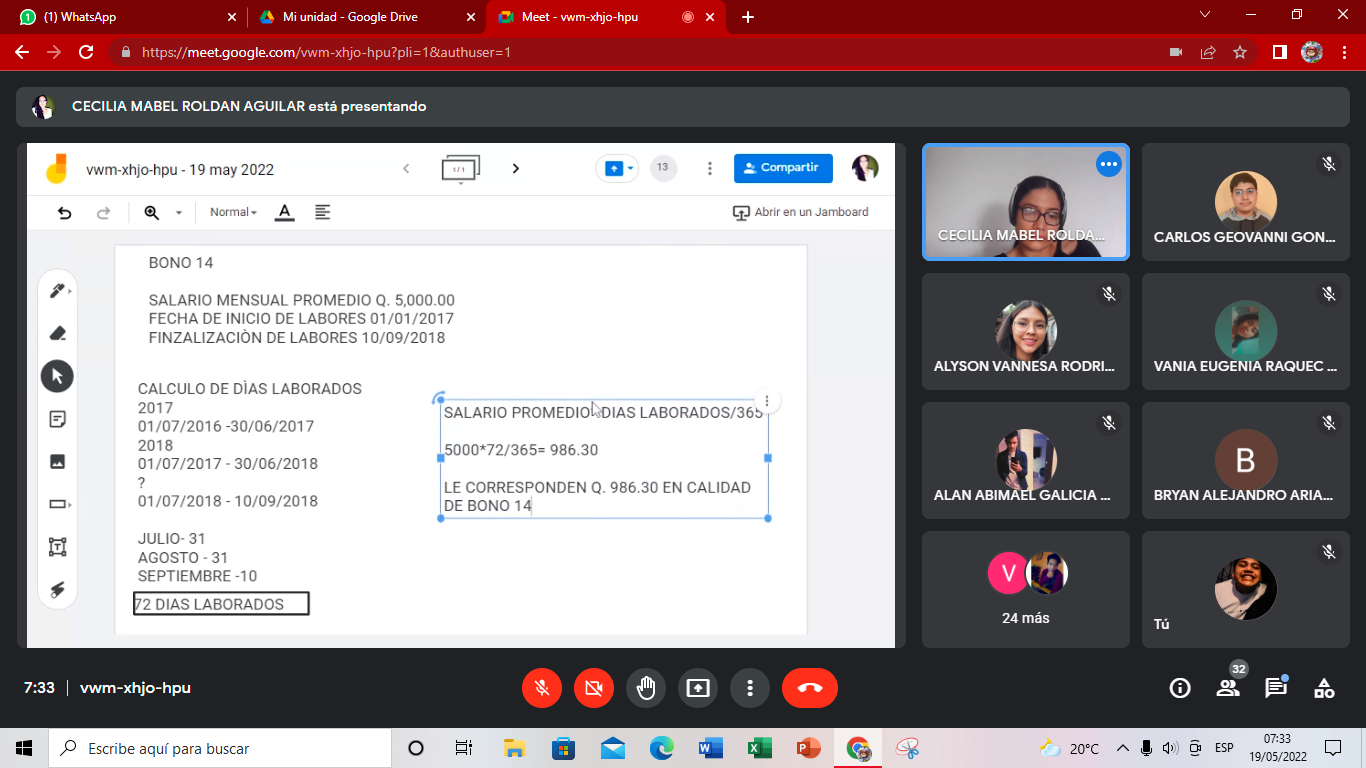 (1) WhatsApp
Mi unidad - Google Drive
Meet - vwm-xhjo-hpu
https://meet.google.com/vwm-xhjo-hpu?pli=1&authuser=1
CECILIA MABEL ROLDAN AGUILAR está presentando
vwm-xhjo-hpu - 19 may 2022
1/1
13
Compartir
Normal
A
Abrir en un Jamboard
BONO 14
SALARIO MENSUAL PROMEDIO Q. 5,000.00
FECHA DE INICIO DE LABORES 01/01/2017
FINZALIZACIÒN DE LABORES 10/09/2018
CALCULO DE DÌAS LABORADOS
2017
01/07/2016 -30/06/2017
2018
01/07/2017 - 30/06/2018
?
01/07/2018 - 10/09/2018
JULIO- 31
AGOSTO - 31
SEPTIEMBRE -10
72 DIAS LABORADOS
SALARIO PROMEDIO DIAS LABORADOS/365
5000*72/365= 986.30
LE CORRESPONDEN Q. 986.30 EN CALIDAD
DE BONO 14
CECILIA MABEL ROLDA...
CARLOS GEOVANNI GON...
ALYSON VANNESA RODRI...
VANIA EUGENIA RAQUEC ...
ALAN ABIMAEL GALICIA ...
B
BRYAN ALEJANDRO ARIA...
V
24 más
Tú
7:33
vwm-xhjo-hpu
32
Escribe aquí para buscar
20°C
ESP
07:33
19/05/2022